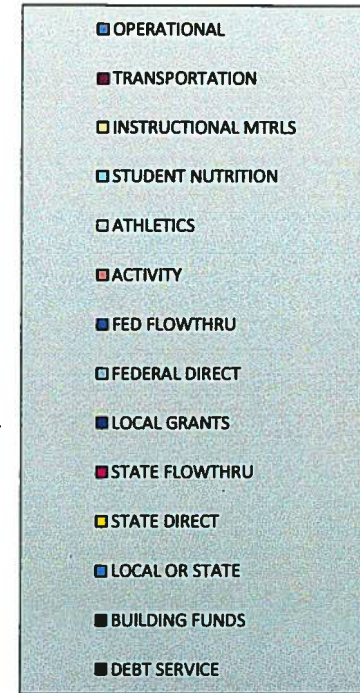 OPERATIONAL
TRANSPORTATION
INSTRUCTIONAL MTRLS
STUDENT NUTRITION
ATHLETICS
ACTIVITY
FED FLOWTHRU
FEDERAL DIRECT
LOCAL GRANTS
STATE FLOWTHRU
STATE DIRECT
LOCAL OR STATE
BUILDING FUNDS
DEBT SERVICE